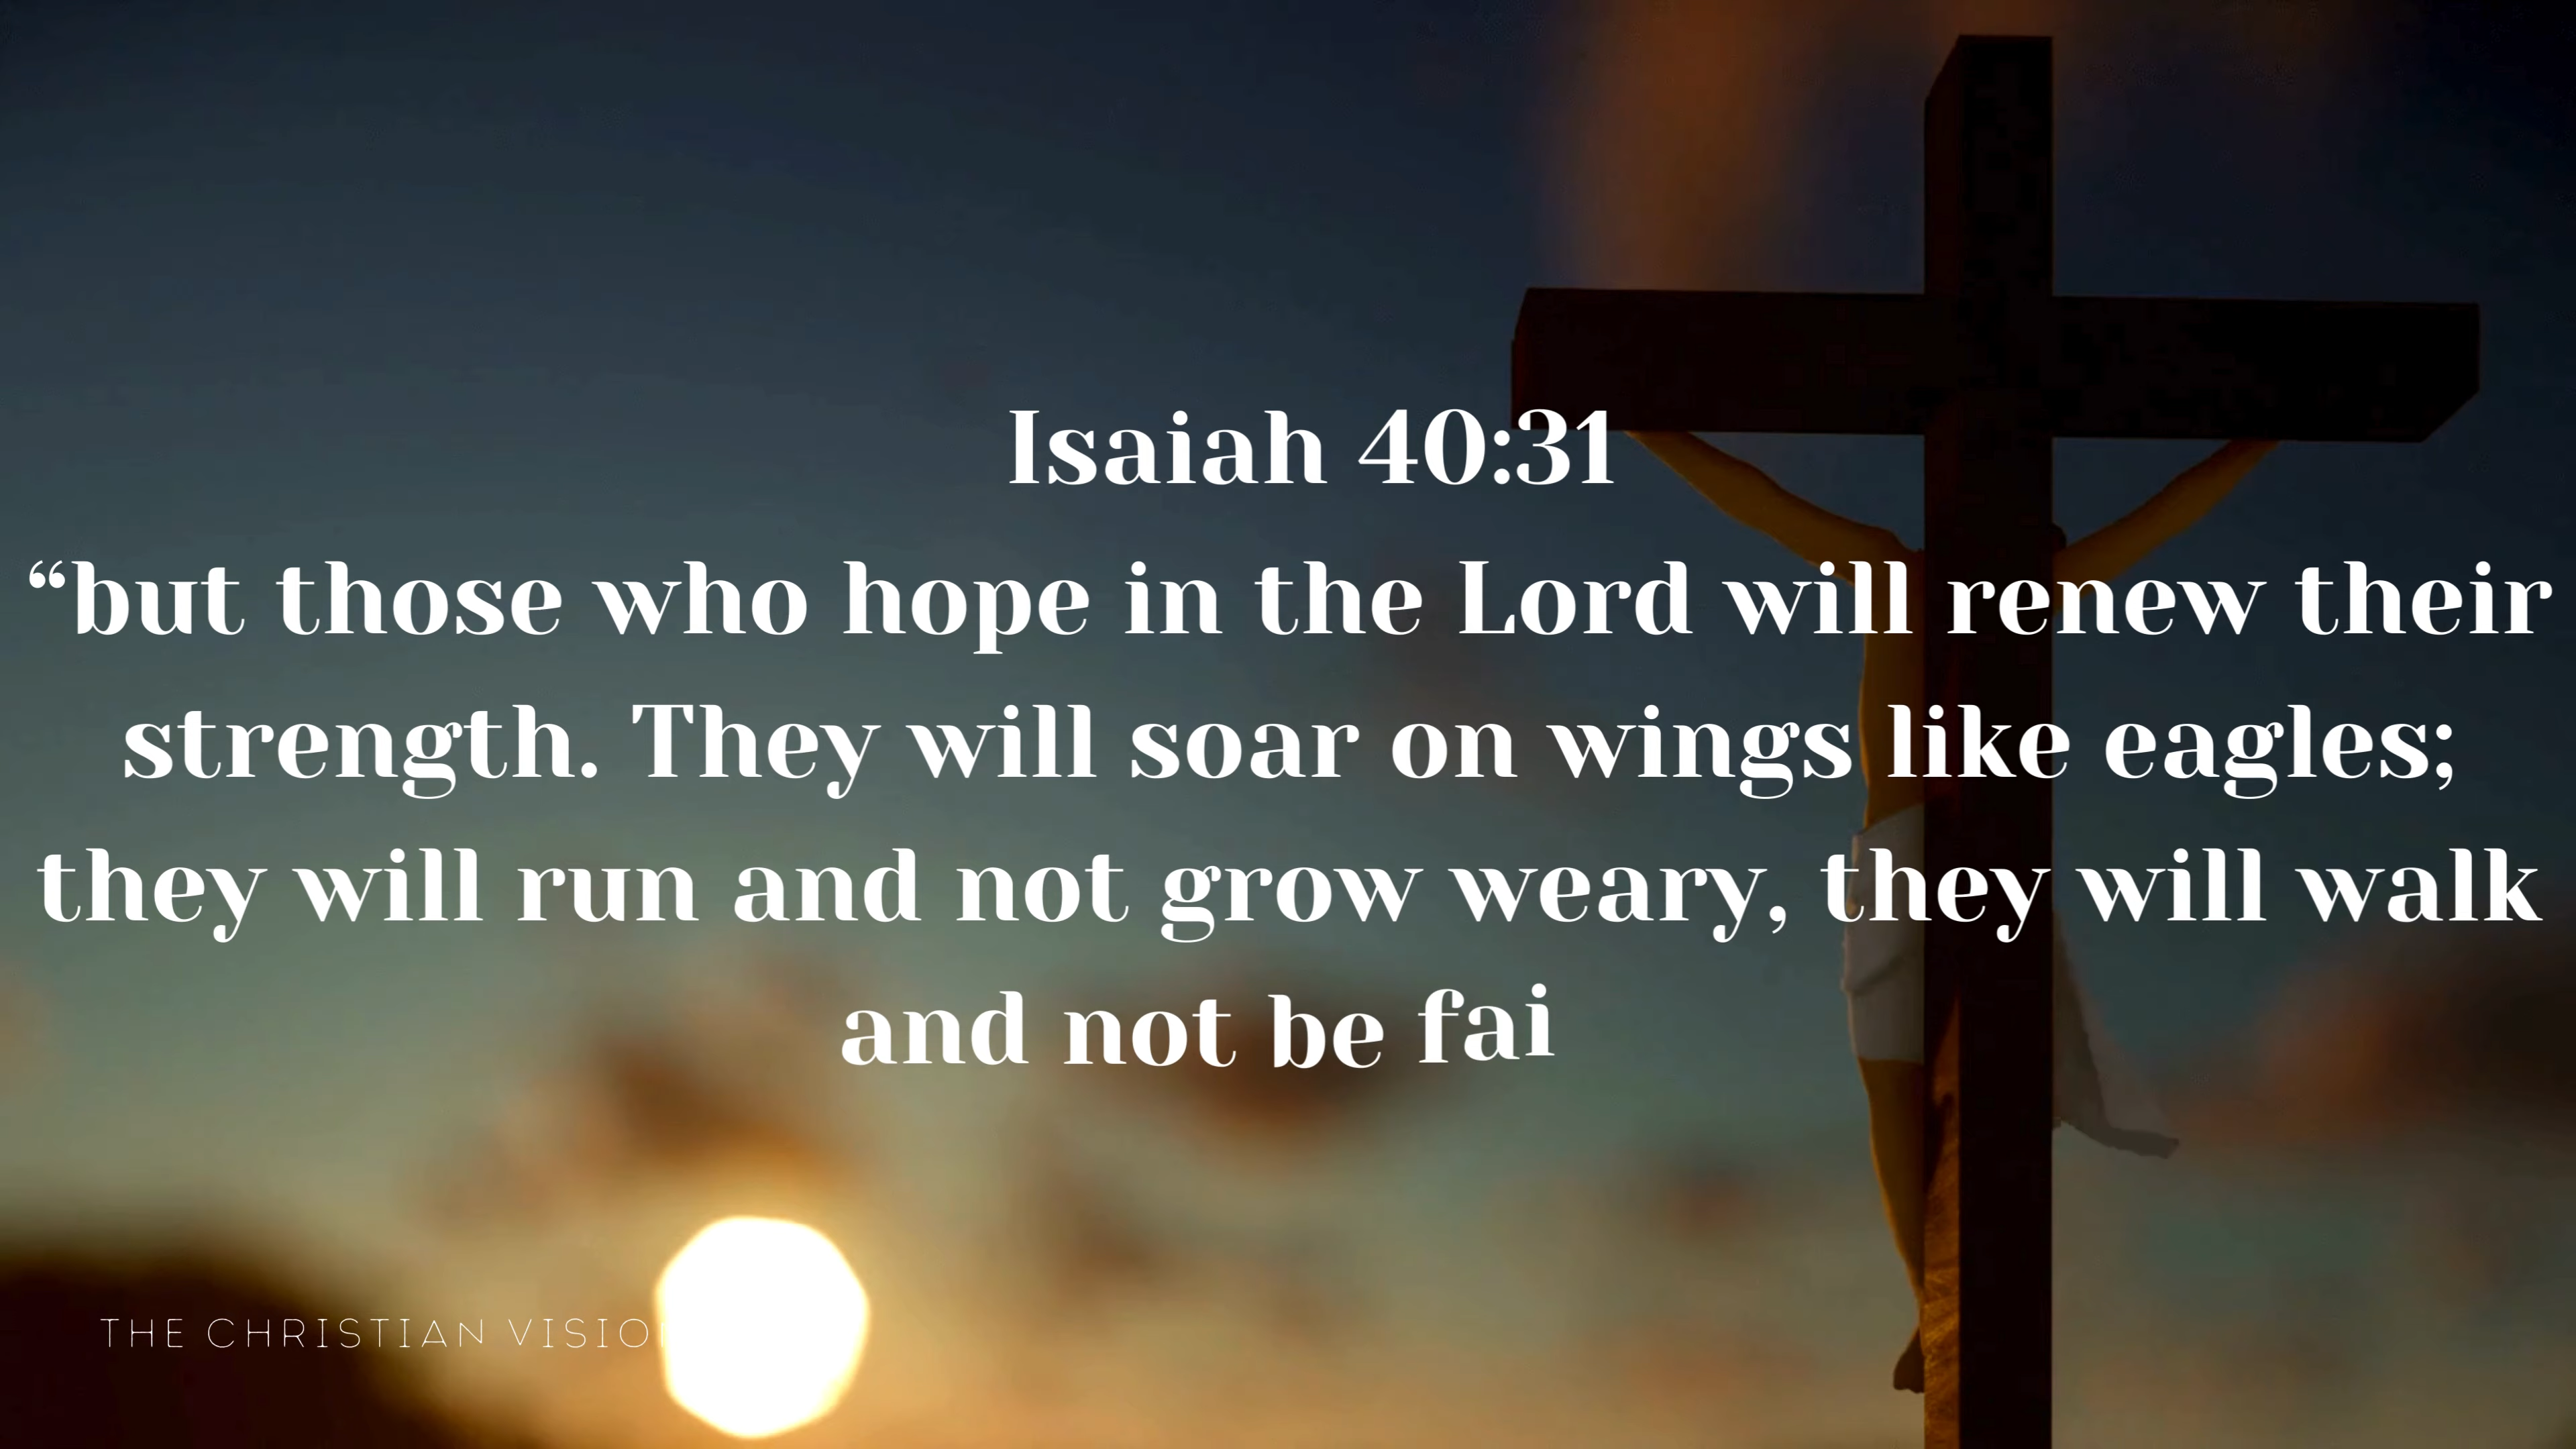 Isaiah 40:31
“but those who hope in the Lord will renew their
strength. They will soar on wings like eagles;
they will run and not grow weary, they will walk
and not be fai
THE CHRISTIAN VISIO